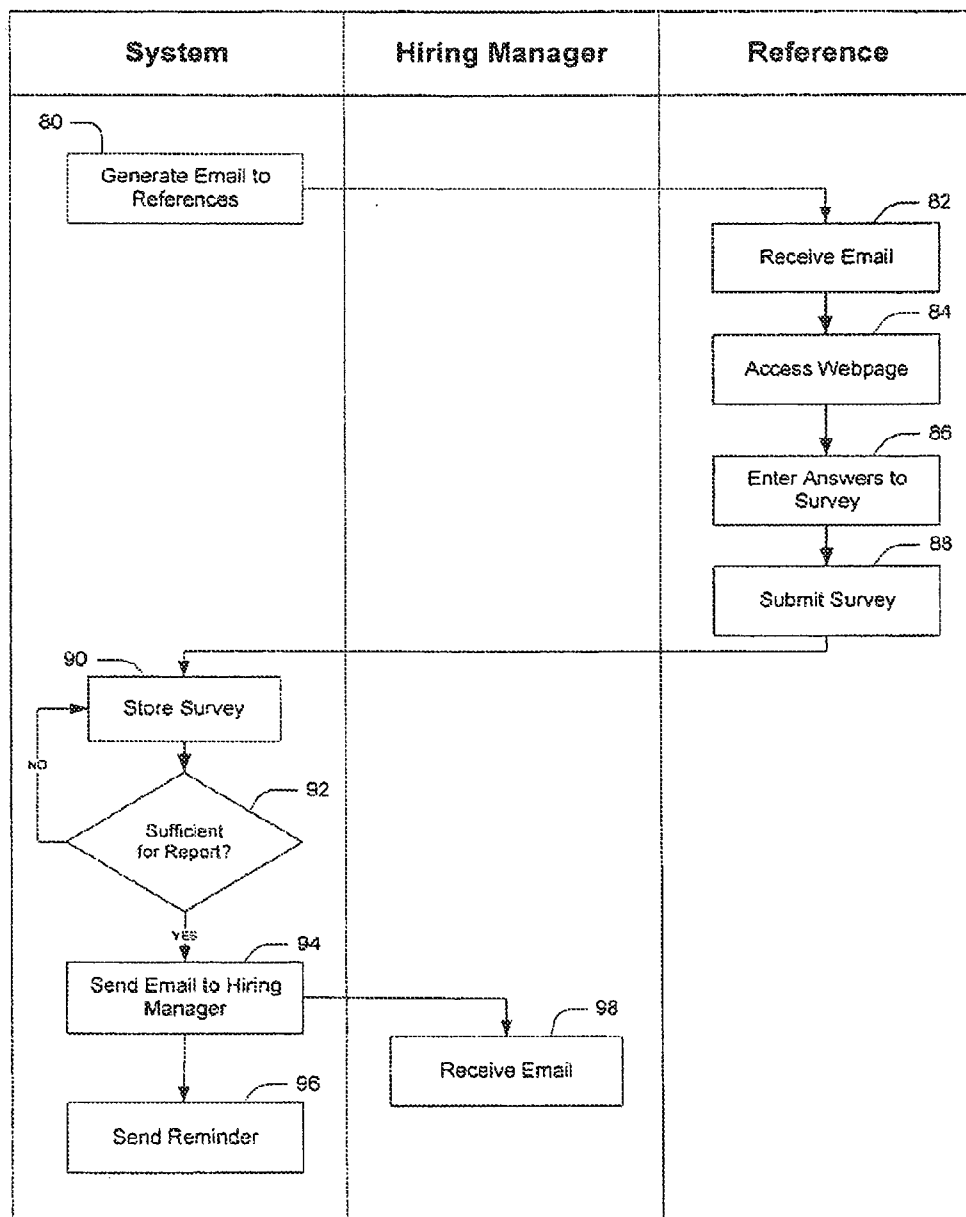 System
Hiring Manager
Reference
80
Generate Email to
References
82
Receive Email
84
Access Webpage
86
Enter Answers to
Survey
88
Submit Survey
90
Store Survey
NO
92
Sufficient
for Report?
YES
94
Send Email to Hiring
Manager
98
Receive Email
96
Send Reminder